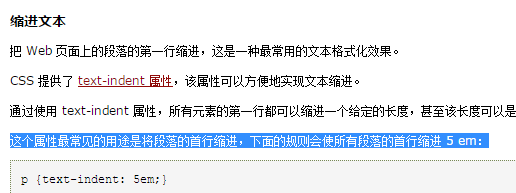 缩进文本
把 Web 页面上的段落的第一行缩进，这是一种最常用的文本格式化效果。
CSS 提供了 text-indent 属性，该属性可以方便地实现文本缩进。
通过使用 text-indent 属性，所有元素的第一行都可以缩进一个给定的长度，甚至该长度可以是
这个属性最常见的用途是将段落的首行缩进，下面的规则会使所有段落的首行缩进 5 em：
p {text-indent: 5em;}